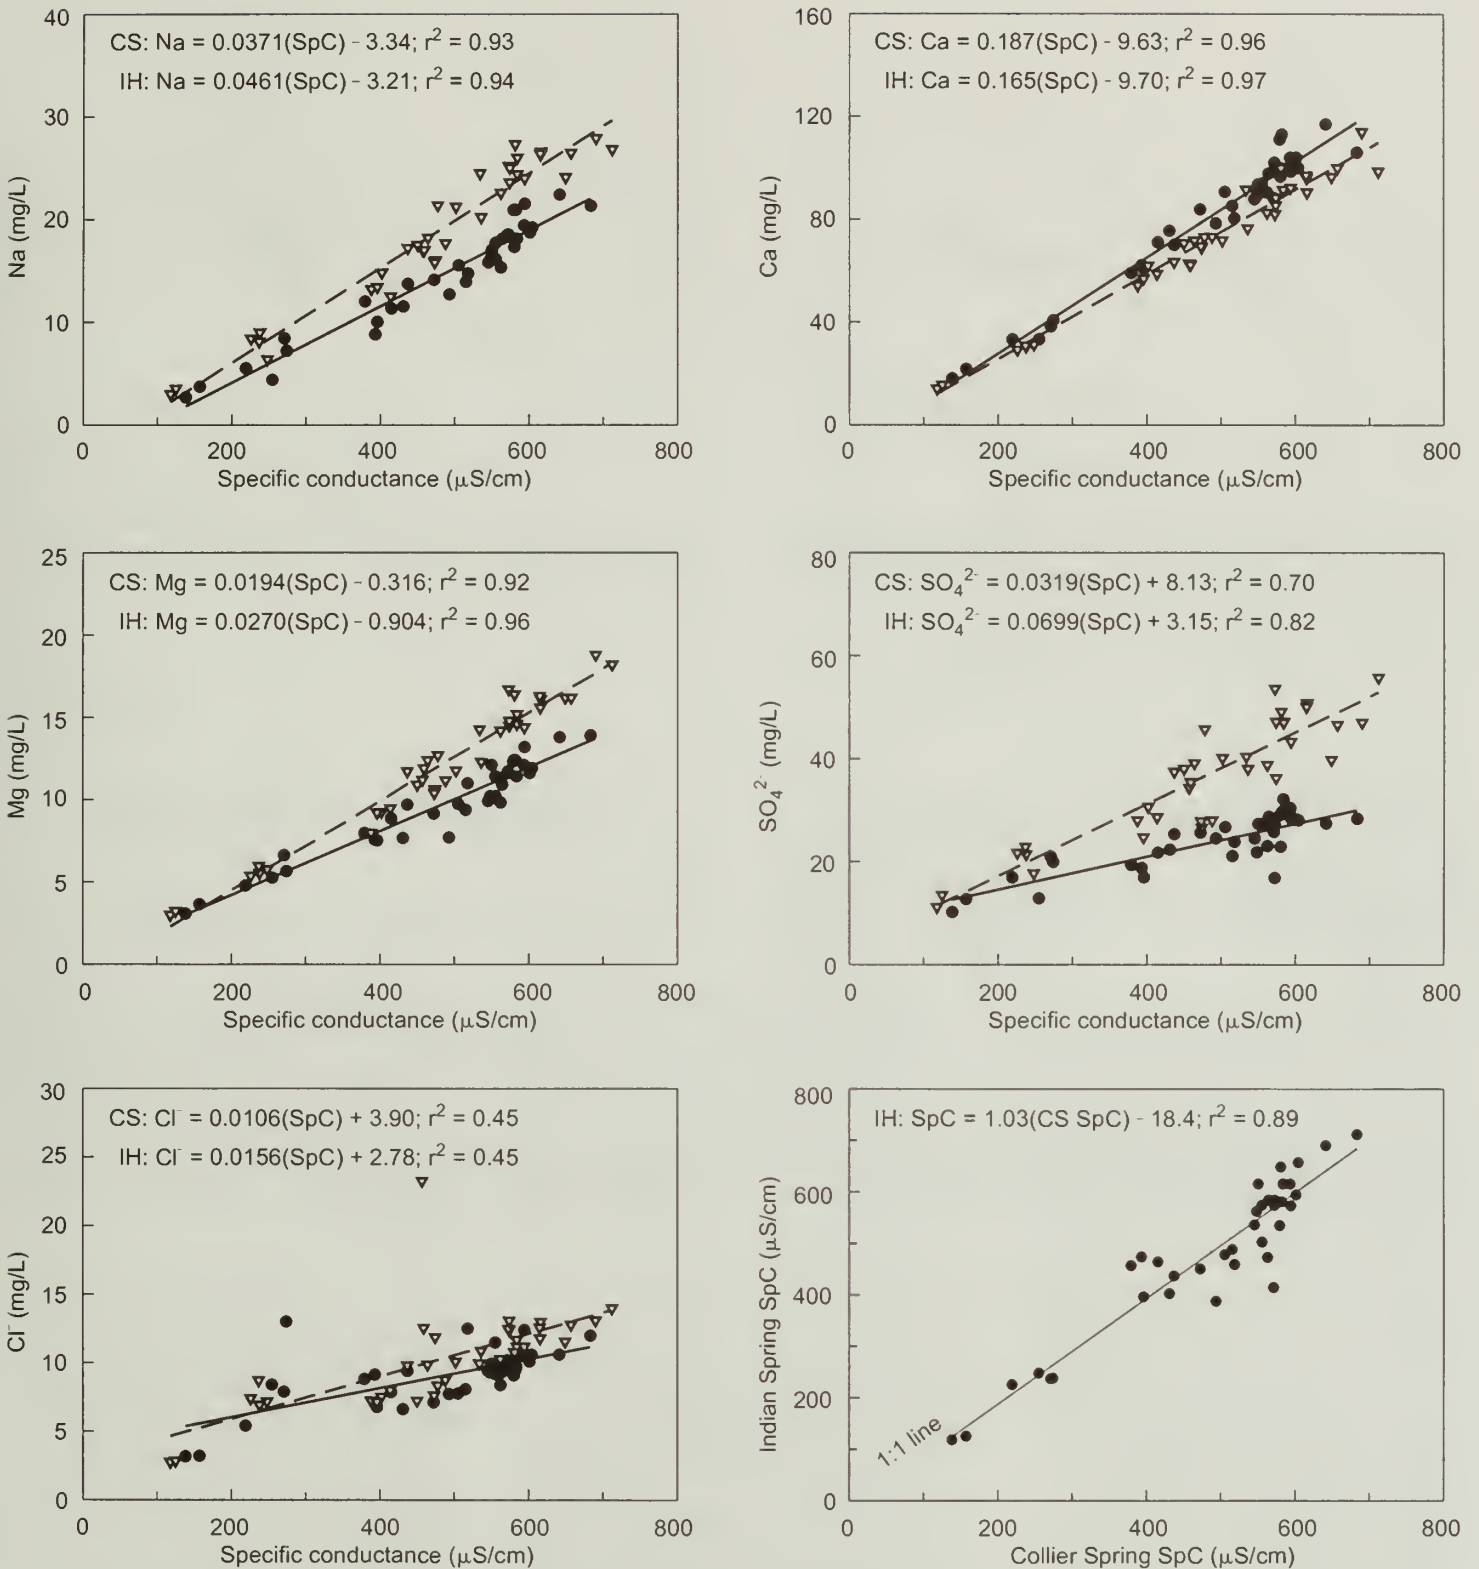 CS: Na = 0.0371(SpC) - 3.34; r² = 0.93
IH: Na = 0.0461(SpC) - 3.21; r² = 0.94
40
30
20
10
0
Na (mg/L)
0 200 400 600 800
Specific conductance (μS/cm)
CS: Ca = 0.187(SpC) - 9.63; r² = 0.96
IH: Ca = 0.165(SpC) - 9.70; r² = 0.97
160
120
80
40
0
Ca (mg/L)
0 200 400 600 800
Specific conductance (μS/cm)
CS: Mg = 0.0194(SpC) - 0.316; r² = 0.92
IH: Mg = 0.0270(SpC) - 0.904; r² = 0.96
25
20
15
10
5
0
Mg (mg/L)
0 200 400 600 800
Specific conductance (μS/cm)
CS: SO₄²⁻ = 0.0319(SpC) + 8.13; r² = 0.70
IH: SO₄²⁻ = 0.0699(SpC) + 3.15; r² = 0.82
80
60
40
20
0
SO₄²⁻ (mg/L)
0 200 400 600 800
Specific conductance (μS/cm)
CS: Cl⁻ = 0.0106(SpC) + 3.90; r² = 0.45
IH: Cl⁻ = 0.0156(SpC) + 2.78; r² = 0.45
30
25
20
15
10
5
0
Cl⁻ (mg/L)
0 200 400 600 800
Specific conductance (μS/cm)
IH: SpC = 1.03(CS SpC) - 18.4; r² = 0.89
800
600
400
200
0
Indian Spring SpC (μS/cm)
1:1 line
0 200 400 600 800
Collier Spring SpC (μS/cm)